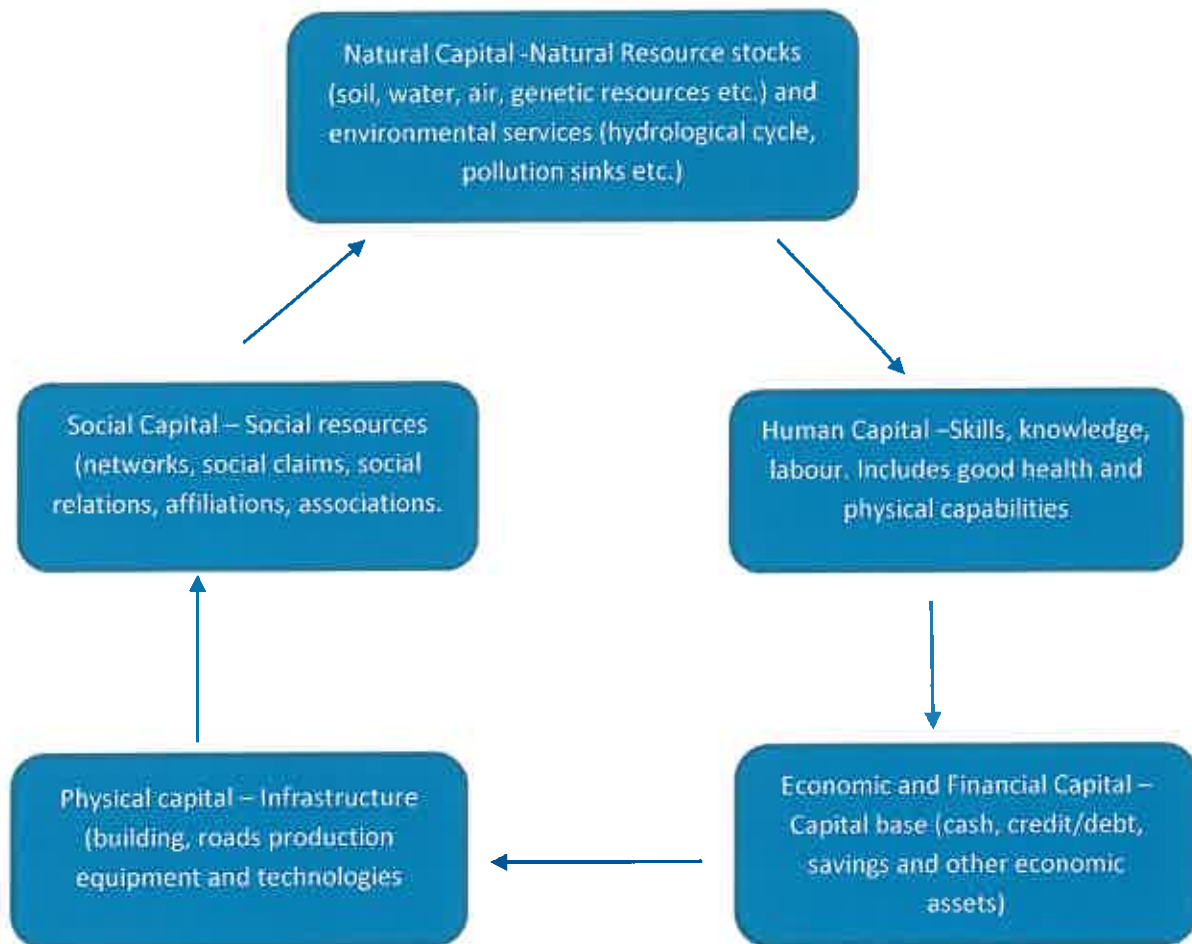 Natural Capital -Natural Resource stocks
(soil, water, air, genetic resources etc.) and
environmental services (hydrological cycle,
pollution sinks etc.)
Human Capital –Skills, knowledge,
labour. Includes good health and
physical capabilities
Economic and Financial Capital –
Capital base (cash, credit/debt,
savings and other economic
assets)
Physical capital – Infrastructure
(building, roads production
equipment and technologies
Social Capital – Social resources
(networks, social claims, social
relations, affiliations, associations.